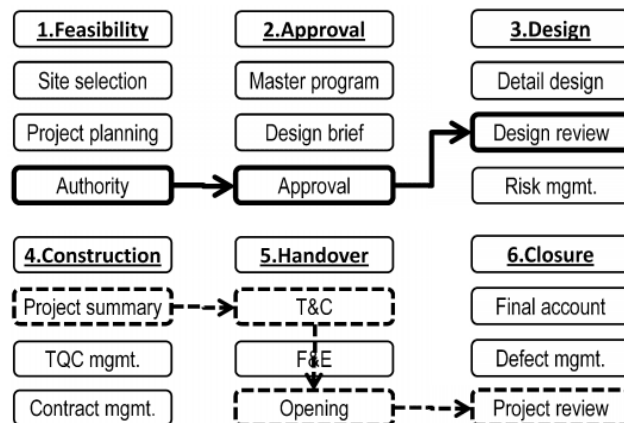 1.Feasibility
2.Approval
3.Design
Site selection
Master program
Detail design
Project planning
Design brief
Design review
Authority
Approval
Risk mgmt.
4.Construction
5.Handover
6.Closure
Project summary
T&C
Final account
TQC mgmt.
F&E
Defect mgmt.
Contract mgmt.
Opening
Project review